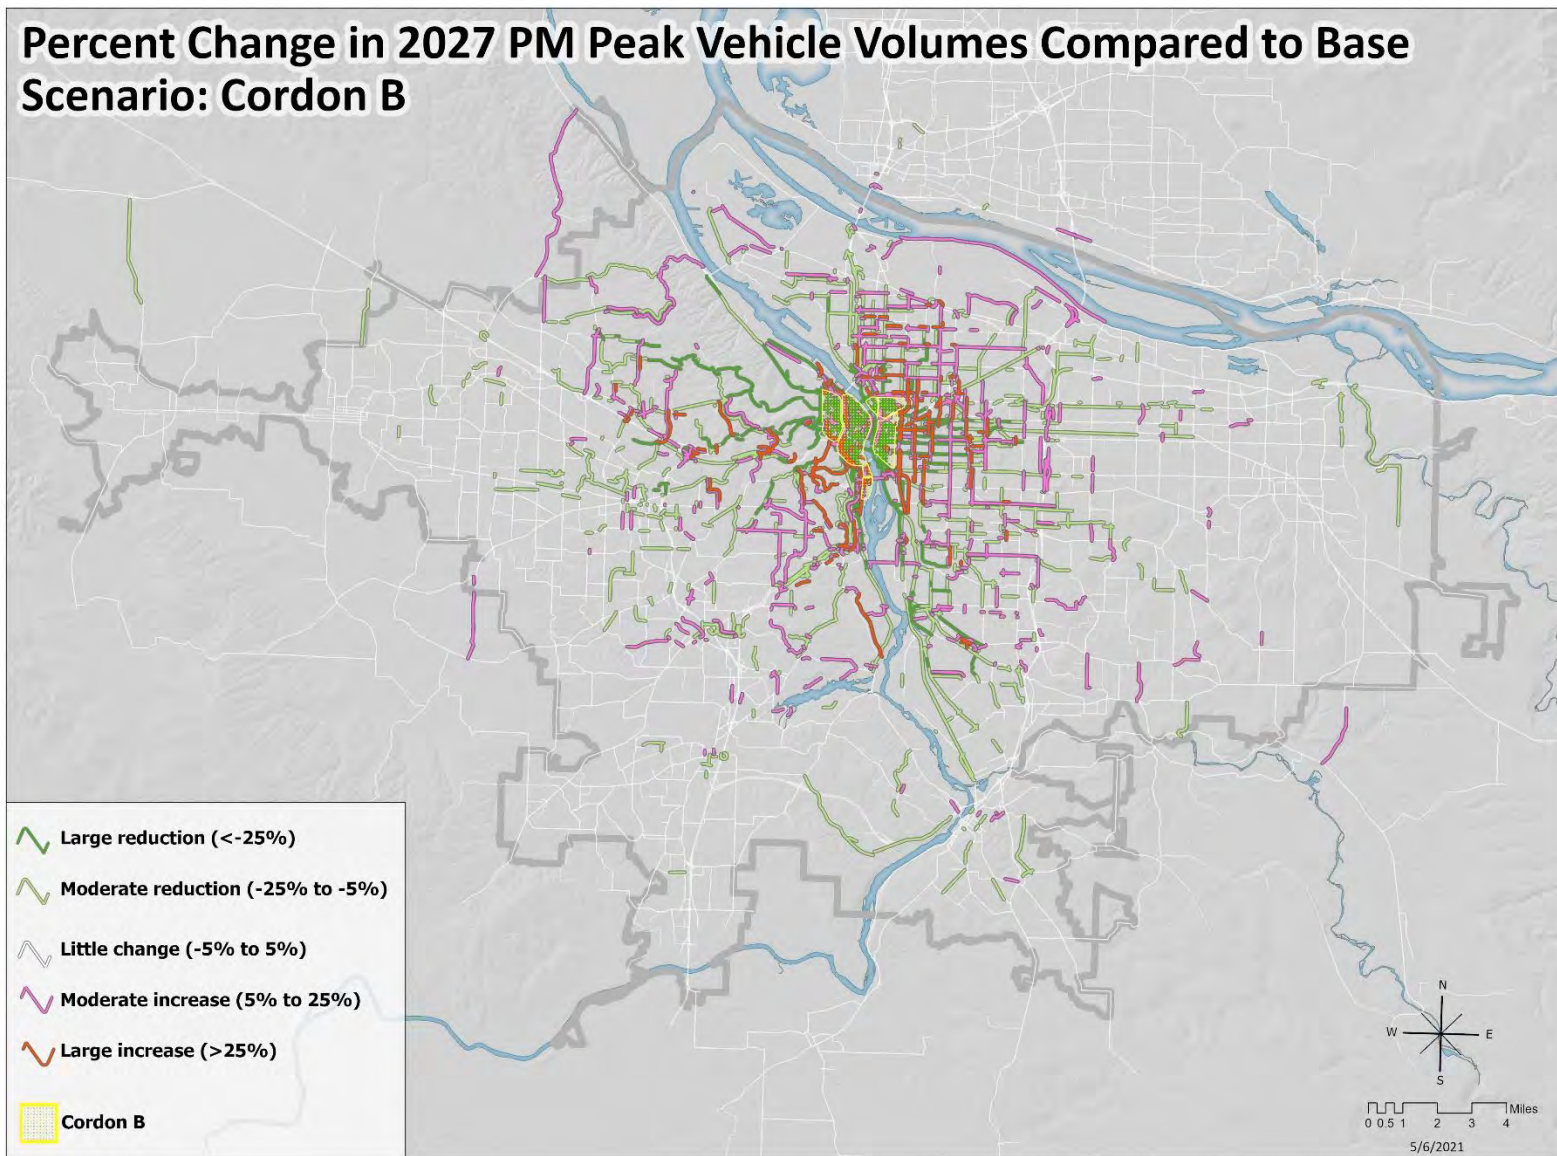 Percent Change in 2027 PM Peak Vehicle Volumes Compared to Base
Scenario: Cordon B
Large reduction (<-25%)
Moderate reduction (-25% to -5%)
Little change (-5% to 5%)
Moderate increase (5% to 25%)
Large increase (>25%)
Cordon B
N
W E
S
Miles
0 0.5 1 2 3 4
5/6/2021